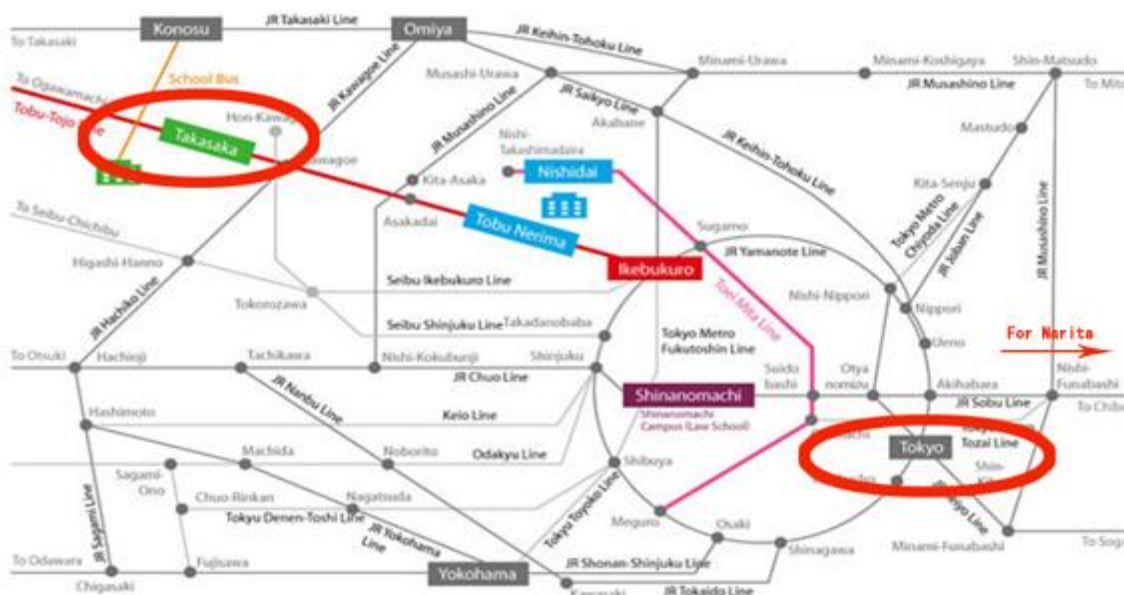 JR Takasaki Line
Konosu
Omiya
JR Keihin-Tohoku Line
To Takasaki
School Bus
JR Kawagoe Line
Musashi-Urawa
Minami-Urawa
Minami-Koshigaya
Shin-Matsudo
JR Musashino Line
JR Saikyo Line
JR Musashino Line
To Ogawamachi
Tobu-Tojo
Takasaka
Akabane
Nishi-
Takashimadaira
JR Keihin-Tohoku Line
Mastudo
Kita-Asaka
Nishidai
Kita-Senju
Asakadai
Tobu Nerima
Sugamo
Tokyo Metro
Chiyoda Line
JR Joban Line
JR Musashino Line
To Seibu-Chichibu
JR Yamanote Line
Higashi-Hanno
Ikebukuro
Seibu Ikebukuro Line
Toei Mita Line
Nishi-Nippori
Nippori
JR Hachiko Line
Tokorozawa
Seibu Shinjuku Line
Takadanobaba
Tokyo Metro
Fukutoshin Line
Ueno
For Narita
To Otsuki
Hachioji
Tachikawa
Nishi-Kokubunji
Shinjuku
Suido
bashi
Otya
nomizu
Akihabara
Nishi-
Funabashi
JR Chuo Line
JR Nanbu Line
Shinanomachi
JR Sobu Line
Hashimoto
Keio Line
Shinanomachi
Campus (Law School)
Tokyo
Tozai Line
Machida
Noborito
Odakyu Line
Shibuya
Shin-
Sagami-
Ono
Chuo-Rinkan
Nagatsuda
Tokyu Denen-Toshi Line
Tokyu Toyoko Line
JR Sagami Line
JR Yokohama
Line
Meguro
Osaki
Shinagawa
Minami-Funabashi
To Odawara
Fujisawa
Chigasaki
Yokohama
JR Shonan-Shinjuku Line
JR Tokaido Line